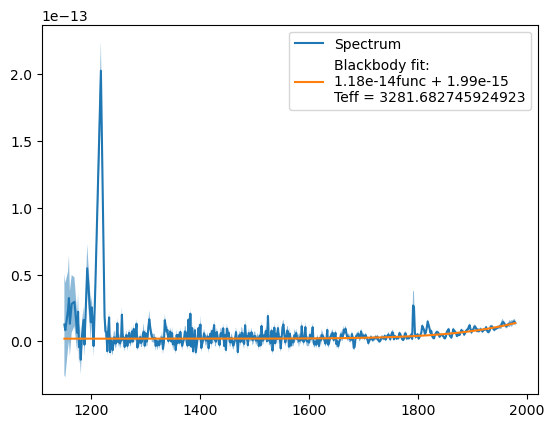 1e−13
2.0
1.5
1.0
0.5
0.0
1200
1400
1600
1800
2000
Spectrum
Blackbody fit:
1.18e-14func + 1.99e-15
Teff = 3281.682745924923